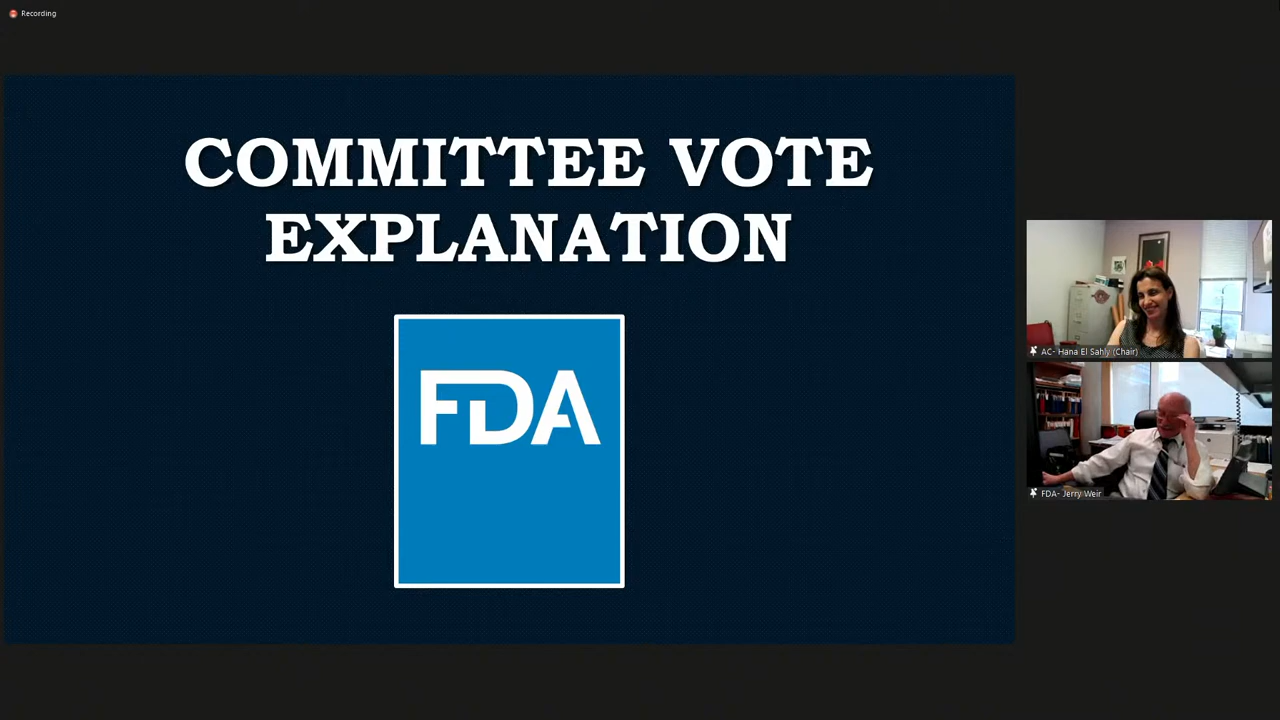 Recording
COMMITTEE VOTE
EXPLANATION
FDA
AC- Hana El Sahly (Chair)
FDA- Jerry Weir